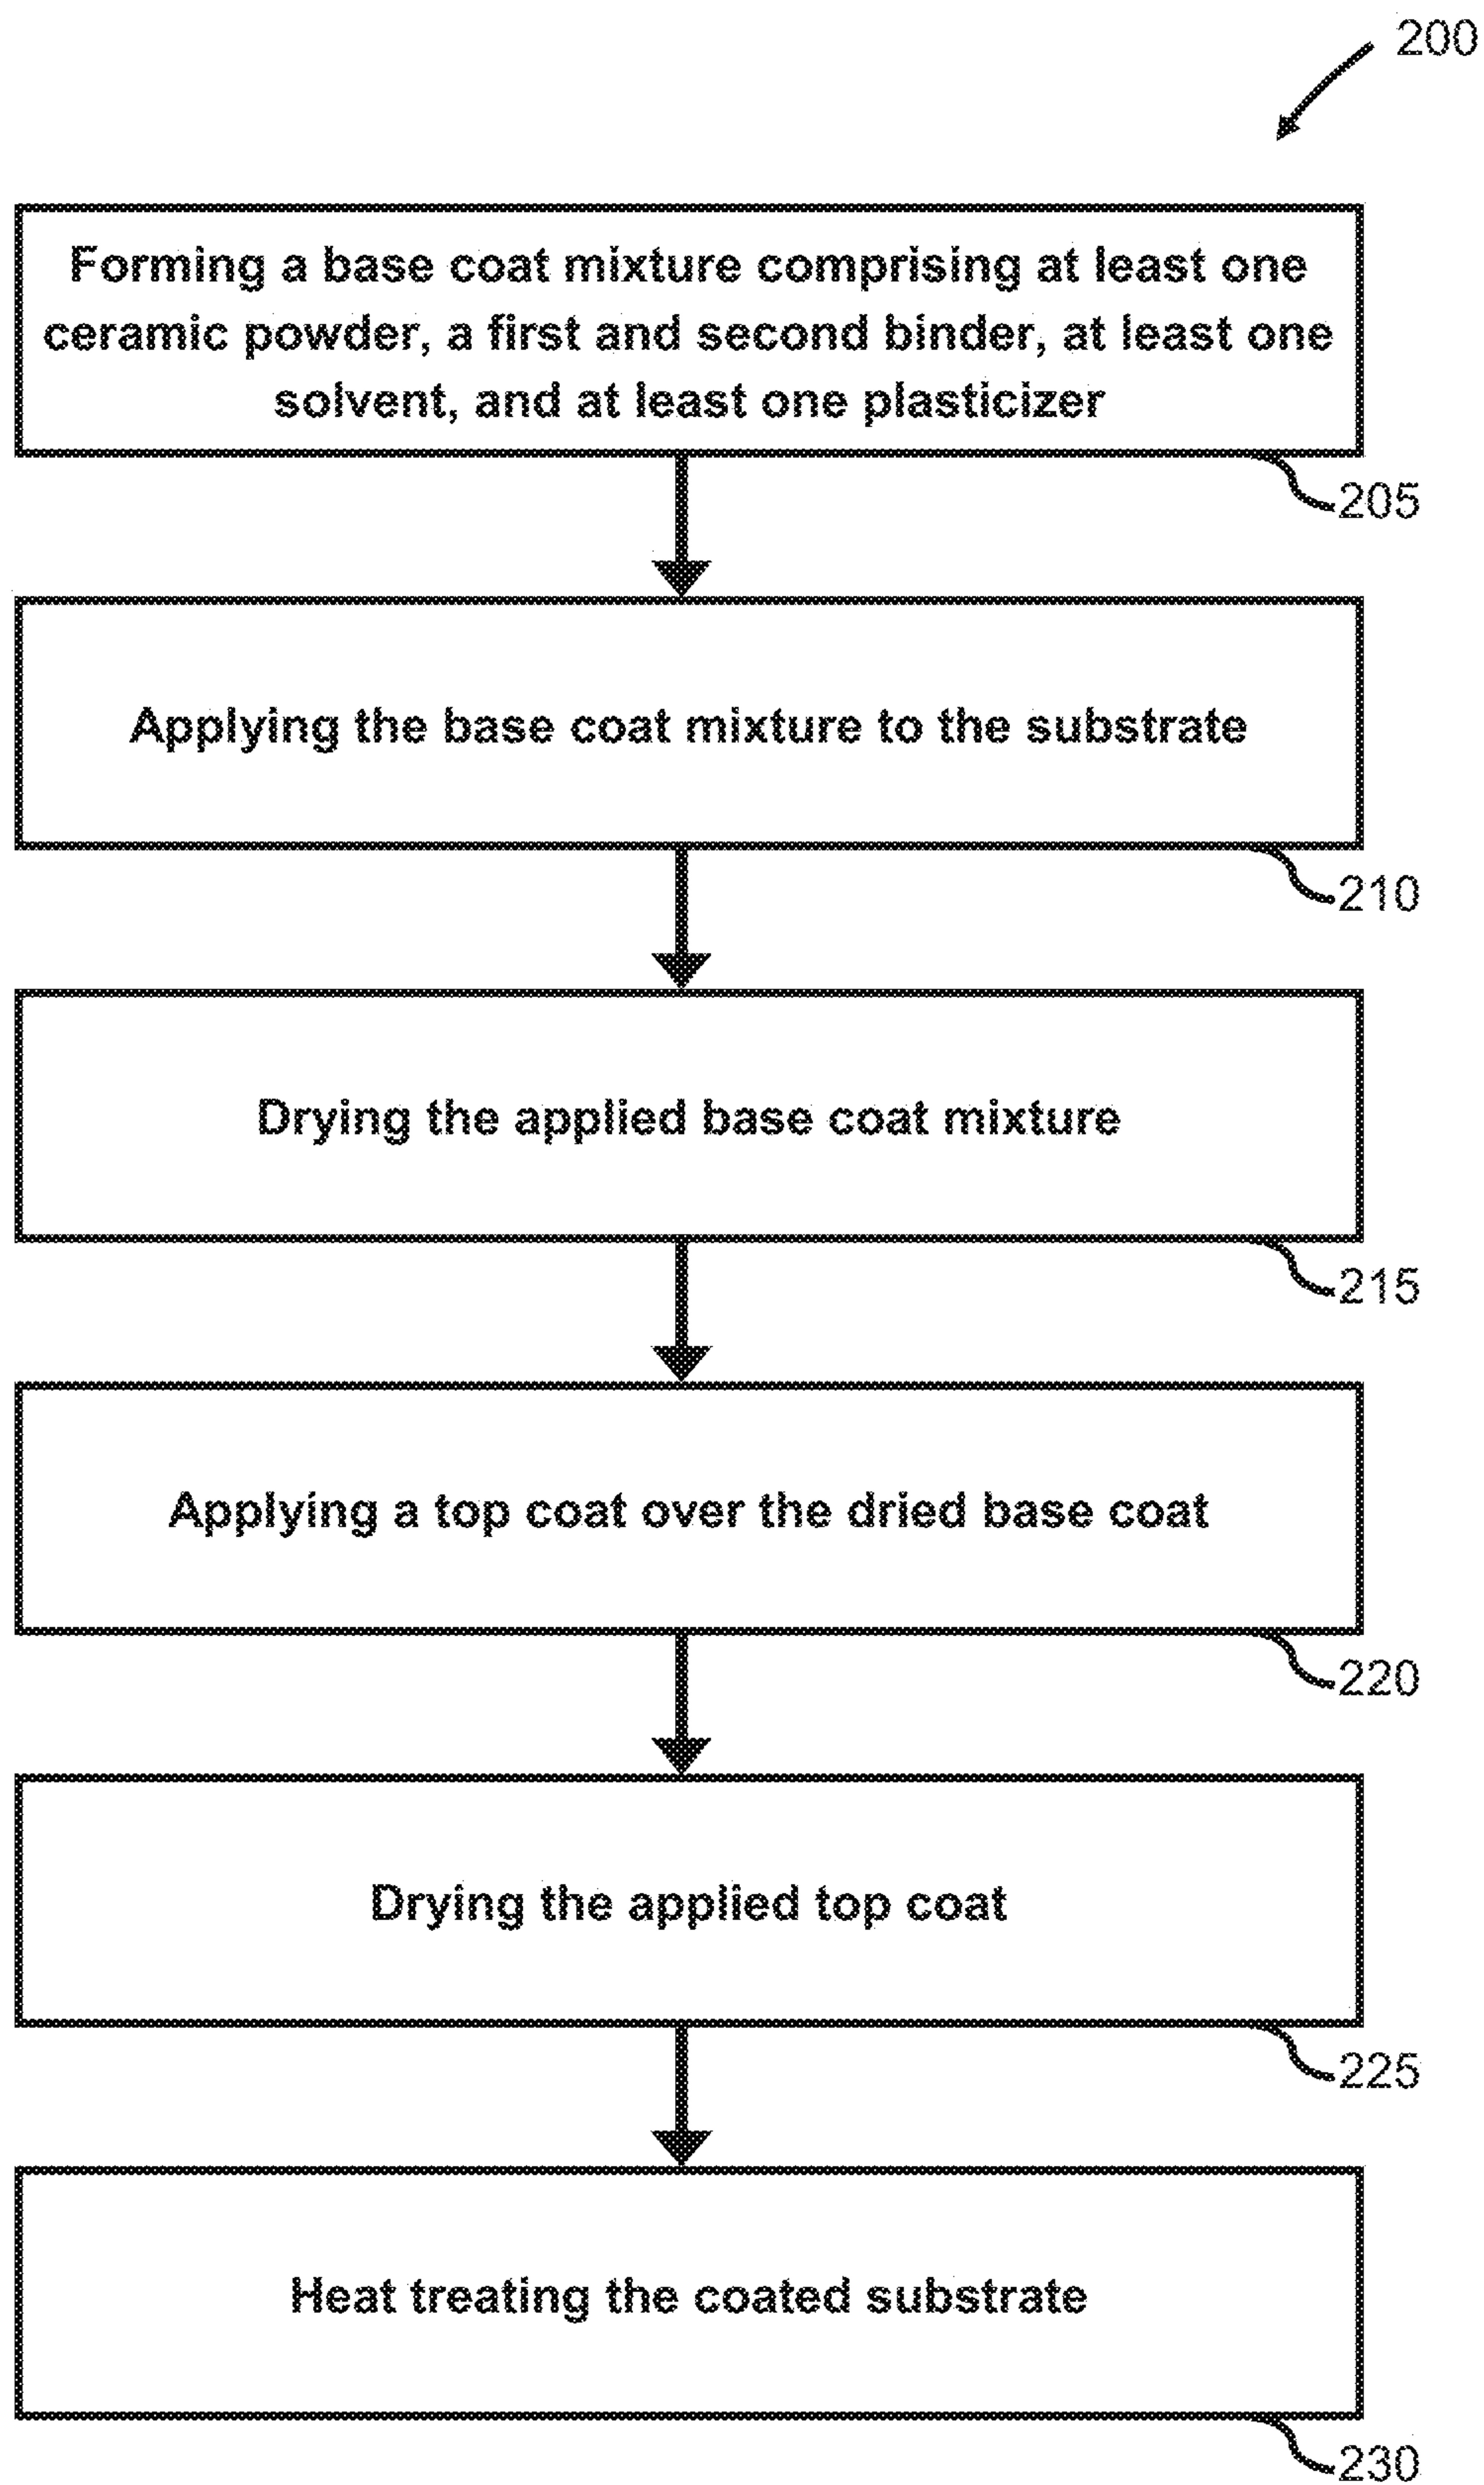 200
Forming a base coat mixture comprising at least one
ceramic powder, a first and second binder, at least one
solvent, and at least one plasticizer
205
Applying the base coat mixture to the substrate
210
Drying the applied base coat mixture
215
Applying a top coat over the dried base coat
220
Drying the applied top coat
225
Heat treating the coated substrate
230